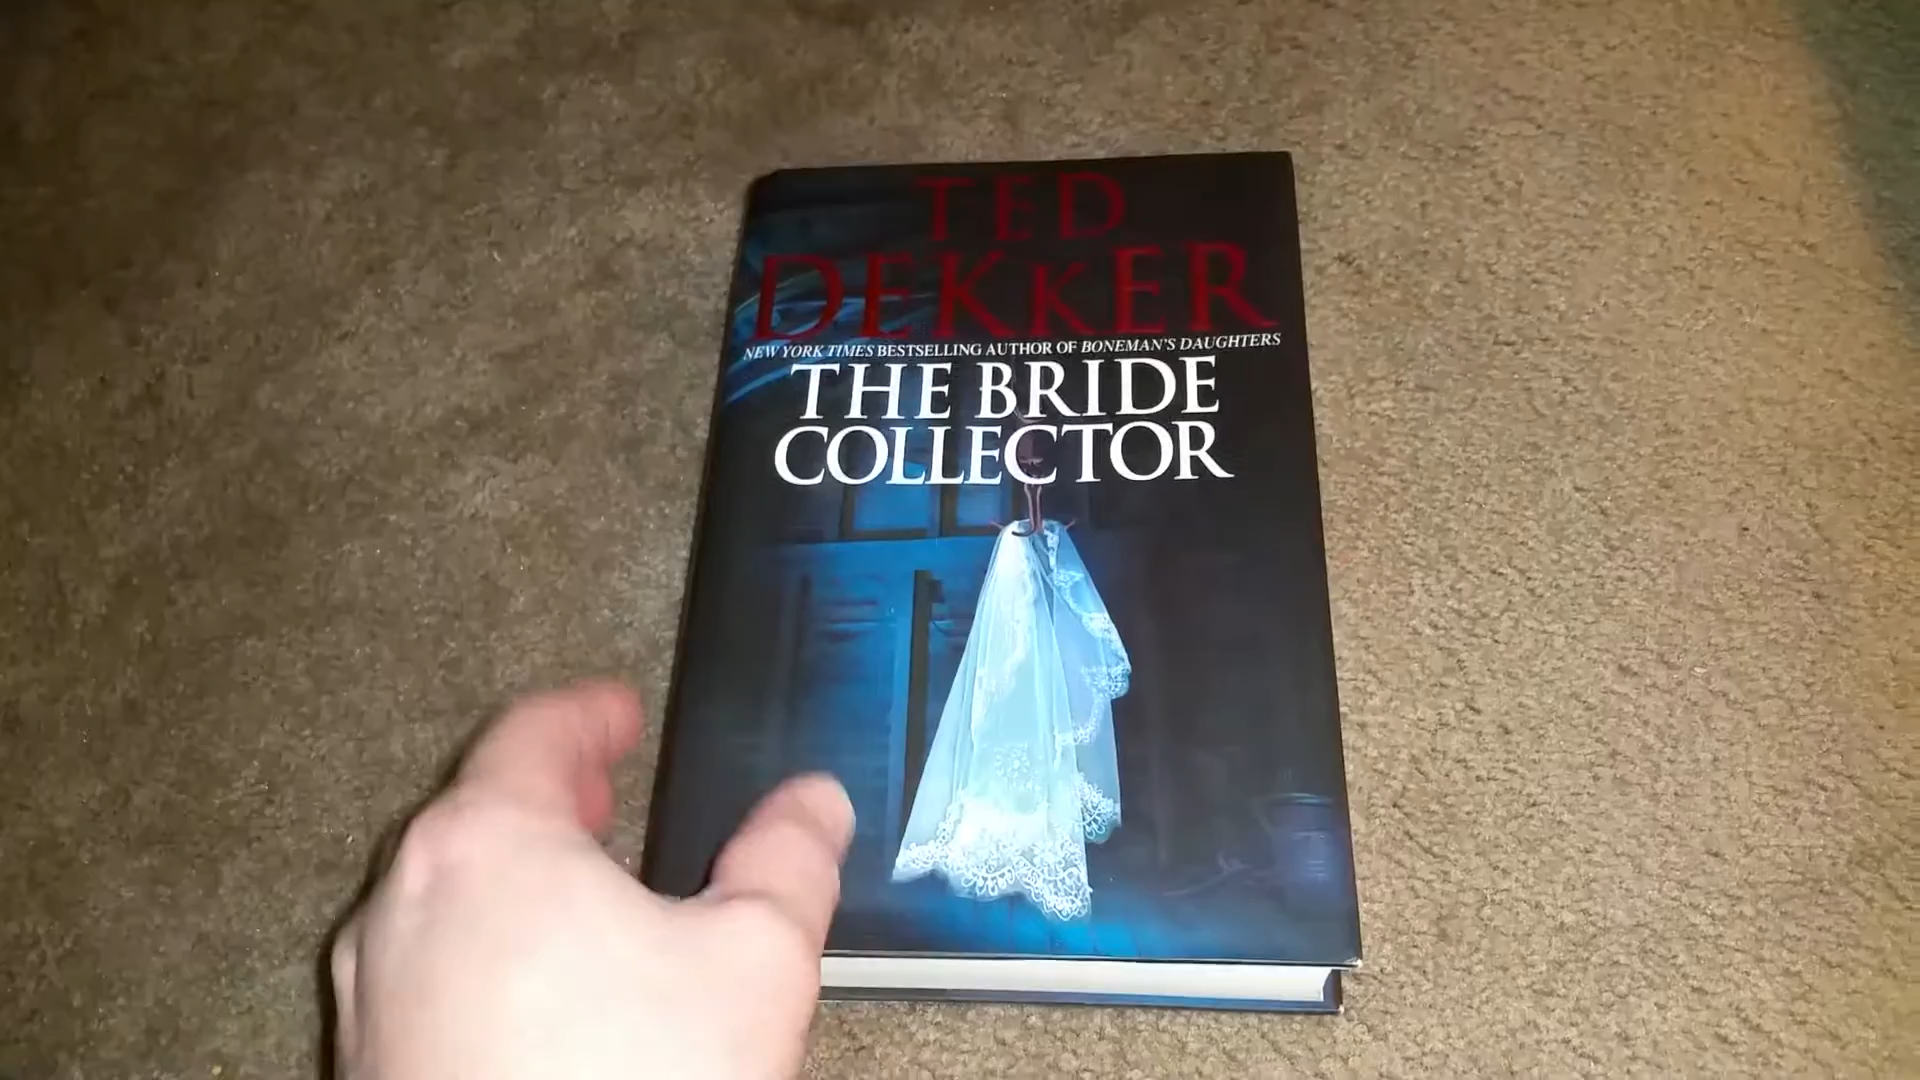 TED
DEKKER
NEW YORK TIMES BESTSELLING AUTHOR OF BONEMAN'S DAUGHTERS
THE BRIDE
COLLECTOR